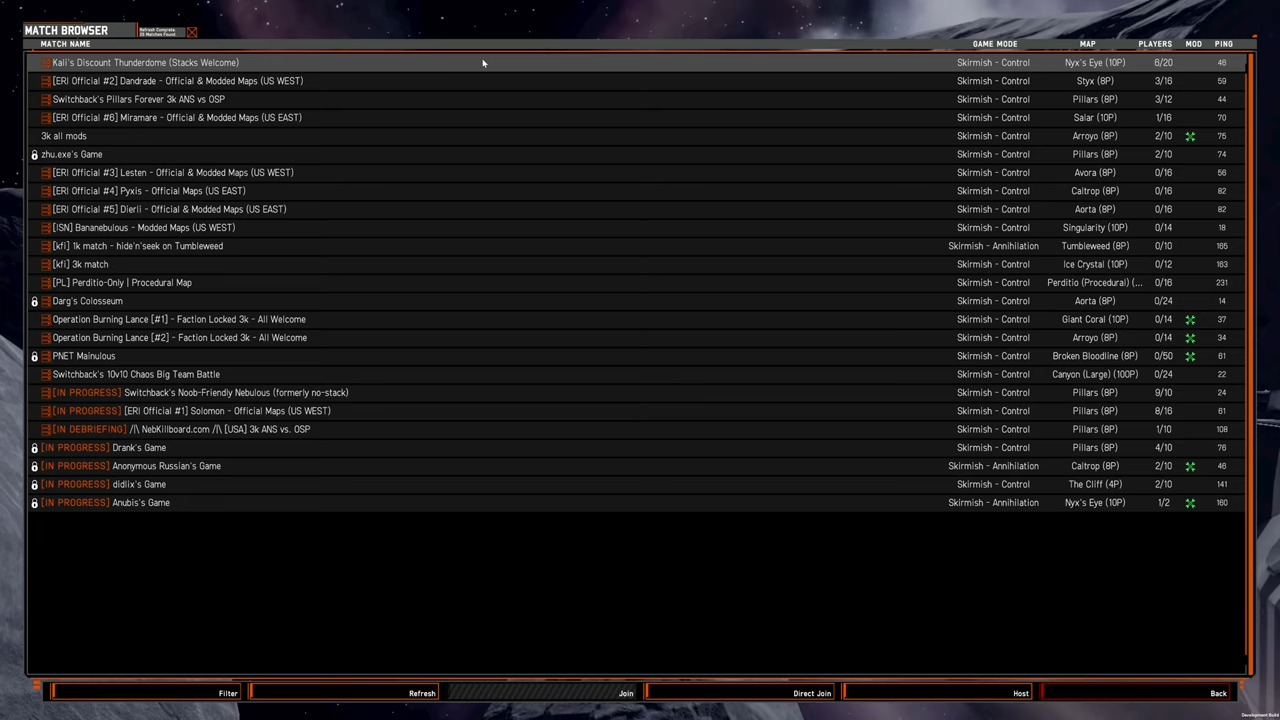 MATCH BROWSER
Refresh Complete
25 Matches Found
MATCH NAME GAME MODE MAP PLAYERS MOD PING
Kali's Discount Thunderdome (Stacks Welcome) Skirmish - Control Nyx's Eye (10P) 6/20 46
[ERI Official #2] Dandrade - Official & Modded Maps (US WEST) Skirmish - Control Styx (8P) 3/16 59
Switchback's Pillars Forever 3k ANS vs OSP Skirmish - Control Pillars (8P) 3/12 44
[ERI Official #6] Miramare - Official & Modded Maps (US EAST) Skirmish - Control Salar (10P) 1/16 70
3k all mods Skirmish - Control Arroyo (8P) 2/10 75
zhu.exe's Game Skirmish - Control Pillars (8P) 2/10 74
[ERI Official #3] Lesten - Official & Modded Maps (US WEST) Skirmish - Control Avora (8P) 0/16 56
[ERI Official #4] Pyxis - Official Maps (US EAST) Skirmish - Control Caltrop (8P) 0/16 82
[ERI Official #5] Dierli - Official & Modded Maps (US EAST) Skirmish - Control Aorta (8P) 0/16 82
[ISN] Bananebulous - Modded Maps (US WEST) Skirmish - Control Singularity (10P) 0/14 18
[kfi] 1k match - hide'n'seek on Tumbleweed Skirmish - Annihilation Tumbleweed (8P) 0/10 165
[kfi] 3k match Skirmish - Control Ice Crystal (10P) 0/12 163
[PL] Perditio-Only | Procedural Map Skirmish - Control Perditio (Procedural) (... 0/16 231
Darg's Colosseum Skirmish - Control Aorta (8P) 0/24 14
Operation Burning Lance [#1] - Faction Locked 3k - All Welcome Skirmish - Control Giant Coral (10P) 0/14 37
Operation Burning Lance [#2] - Faction Locked 3k - All Welcome Skirmish - Control Arroyo (8P) 0/14 34
PNET Mainulous Skirmish - Control Broken Bloodline (8P) 0/50 61
Switchback's 10v10 Chaos Big Team Battle Skirmish - Control Canyon (Large) (100P) 0/24 22
[IN PROGRESS] Switchback's Noob-Friendly Nebulous (formerly no-stack) Skirmish - Control Pillars (8P) 9/10 24
[IN PROGRESS] [ERI Official #1] Solomon - Official Maps (US WEST) Skirmish - Control Pillars (8P) 8/16 61
[IN DEBRIEFING] /|\ NebKillboard.com /|\ [USA] 3k ANS vs. OSP Skirmish - Control Pillars (8P) 1/10 108
[IN PROGRESS] Drank's Game Skirmish - Control Pillars (8P) 4/10 76
[IN PROGRESS] Anonymous Russian's Game Skirmish - Annihilation Caltrop (8P) 2/10 46
[IN PROGRESS] didlix's Game Skirmish - Control The Cliff (4P) 2/10 141
[IN PROGRESS] Anubis's Game Skirmish - Annihilation Nyx's Eye (10P) 1/2 160
Filter Refresh Join Direct Join Host Back
Development Build